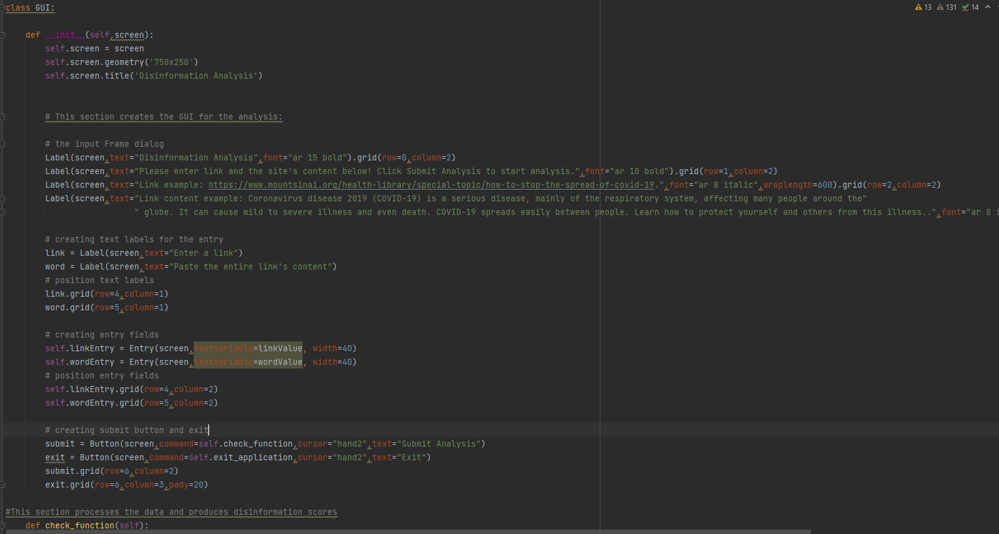 class GUI:
13 131 14
def __init__(self,screen):
self.screen = screen
self.screen.geometry('750x250')
self.screen.title('Disinformation Analysis')
# This section creates the GUI for the analysis:
# the input Frame dialog
Label(screen,text="Disinformation Analysis",font="ar 15 bold").grid(row=0,column=2)
Label(screen,text="Please enter link and the site's content below! Click Submit Analysis to start analysis.",font="ar 10 bold").grid(row=1,column=2)
Label(screen,text="Link example: https://www.mountsinai.org/health-library/special-topic/how-to-stop-the-spread-of-covid-19.",font="ar 8 italic",wraplength=600).grid(row=2,column=2)
Label(screen,text="Link content example: Coronavirus disease 2019 (COVID-19) is a serious disease, mainly of the respiratory system, affecting many people around the"
" globe. It can cause mild to severe illness and even death. COVID-19 spreads easily between people. Learn how to protect yourself and others from this illness..",font="ar 8 i
# creating text labels for the entry
link = Label(screen,text="Enter a link")
word = Label(screen,text="Paste the entire link's content")
# position text labels
link.grid(row=4,column=1)
word.grid(row=5,column=1)
# creating entry fields
self.linkEntry = Entry(screen,textvariable=linkValue, width=40)
self.wordEntry = Entry(screen,textvariable=wordValue, width=40)
# position entry fields
self.linkEntry.grid(row=4,column=2)
self.wordEntry.grid(row=5,column=2)
# creating submit button and exit
submit = Button(screen,command=self.check_function,cursor="hand2",text="Submit Analysis")
exit = Button(screen,command=self.exit_application,cursor="hand2",text="Exit")
submit.grid(row=6,column=2)
exit.grid(row=6,column=3,pady=20)
#This section processes the data and produces disinformation scores
def check_function(self):